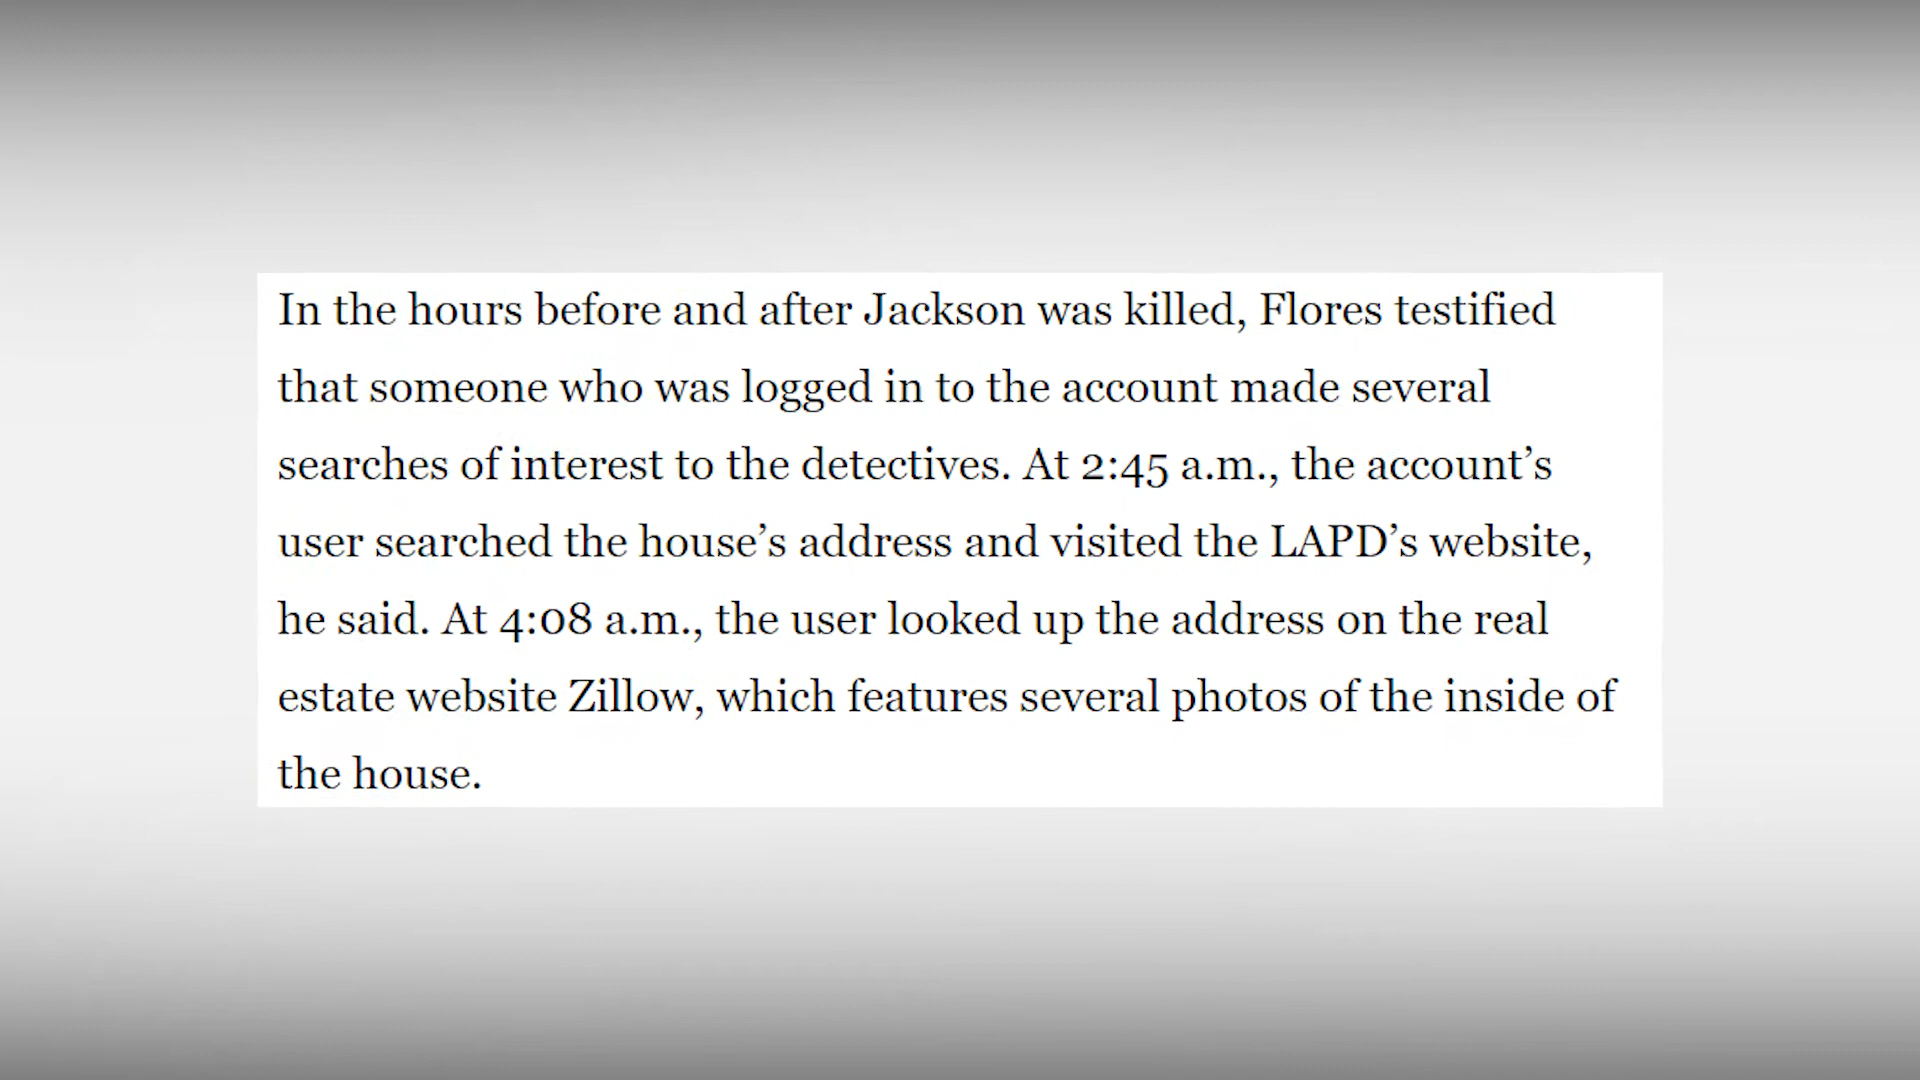 In the hours before and after Jackson was killed, Flores testified
that someone who was logged in to the account made several
searches of interest to the detectives. At 2:45 a.m., the account’s
user searched the house’s address and visited the LAPD’s website,
he said. At 4:08 a.m., the user looked up the address on the real
estate website Zillow, which features several photos of the inside of
the house.